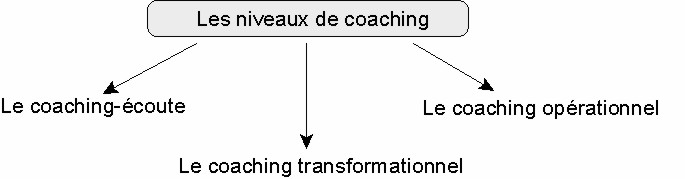 Les niveaux de coaching
Le coaching-écoute
Le coaching opérationnel
Le coaching transformationnel